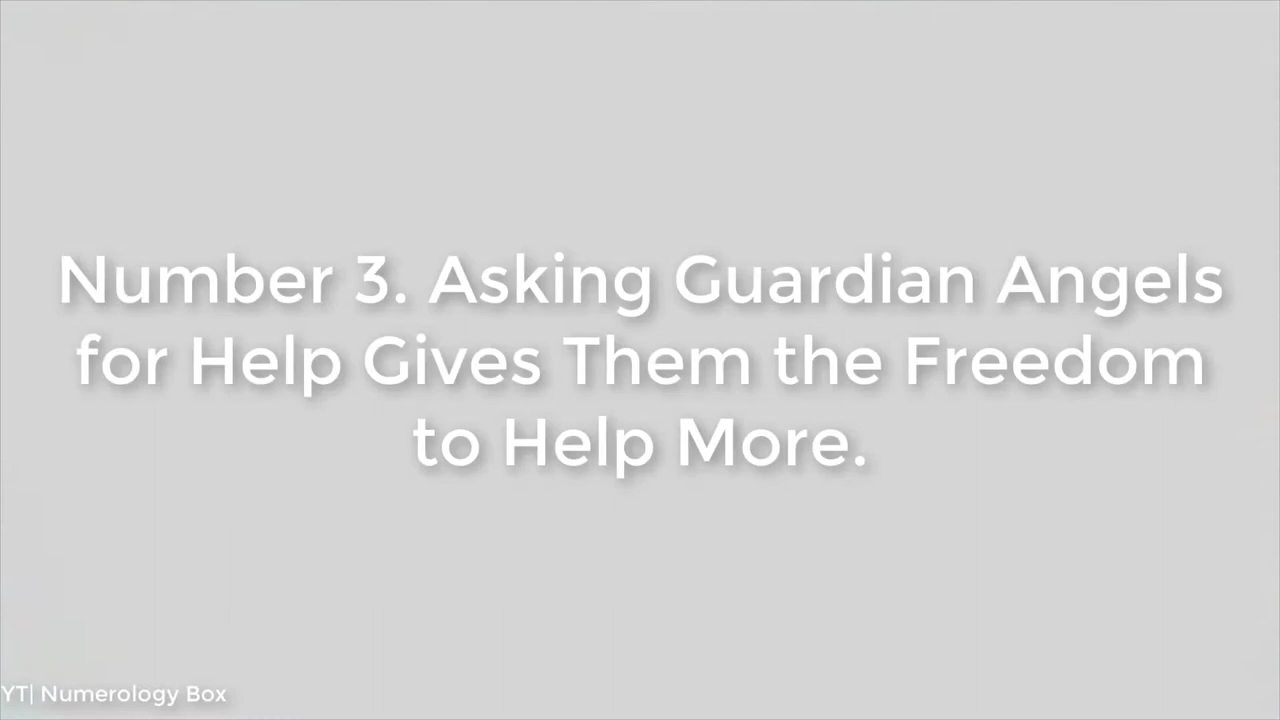 Number 3. Asking Guardian Angels
for Help Gives Them the Freedom
to Help More.
YT| Numerology Box